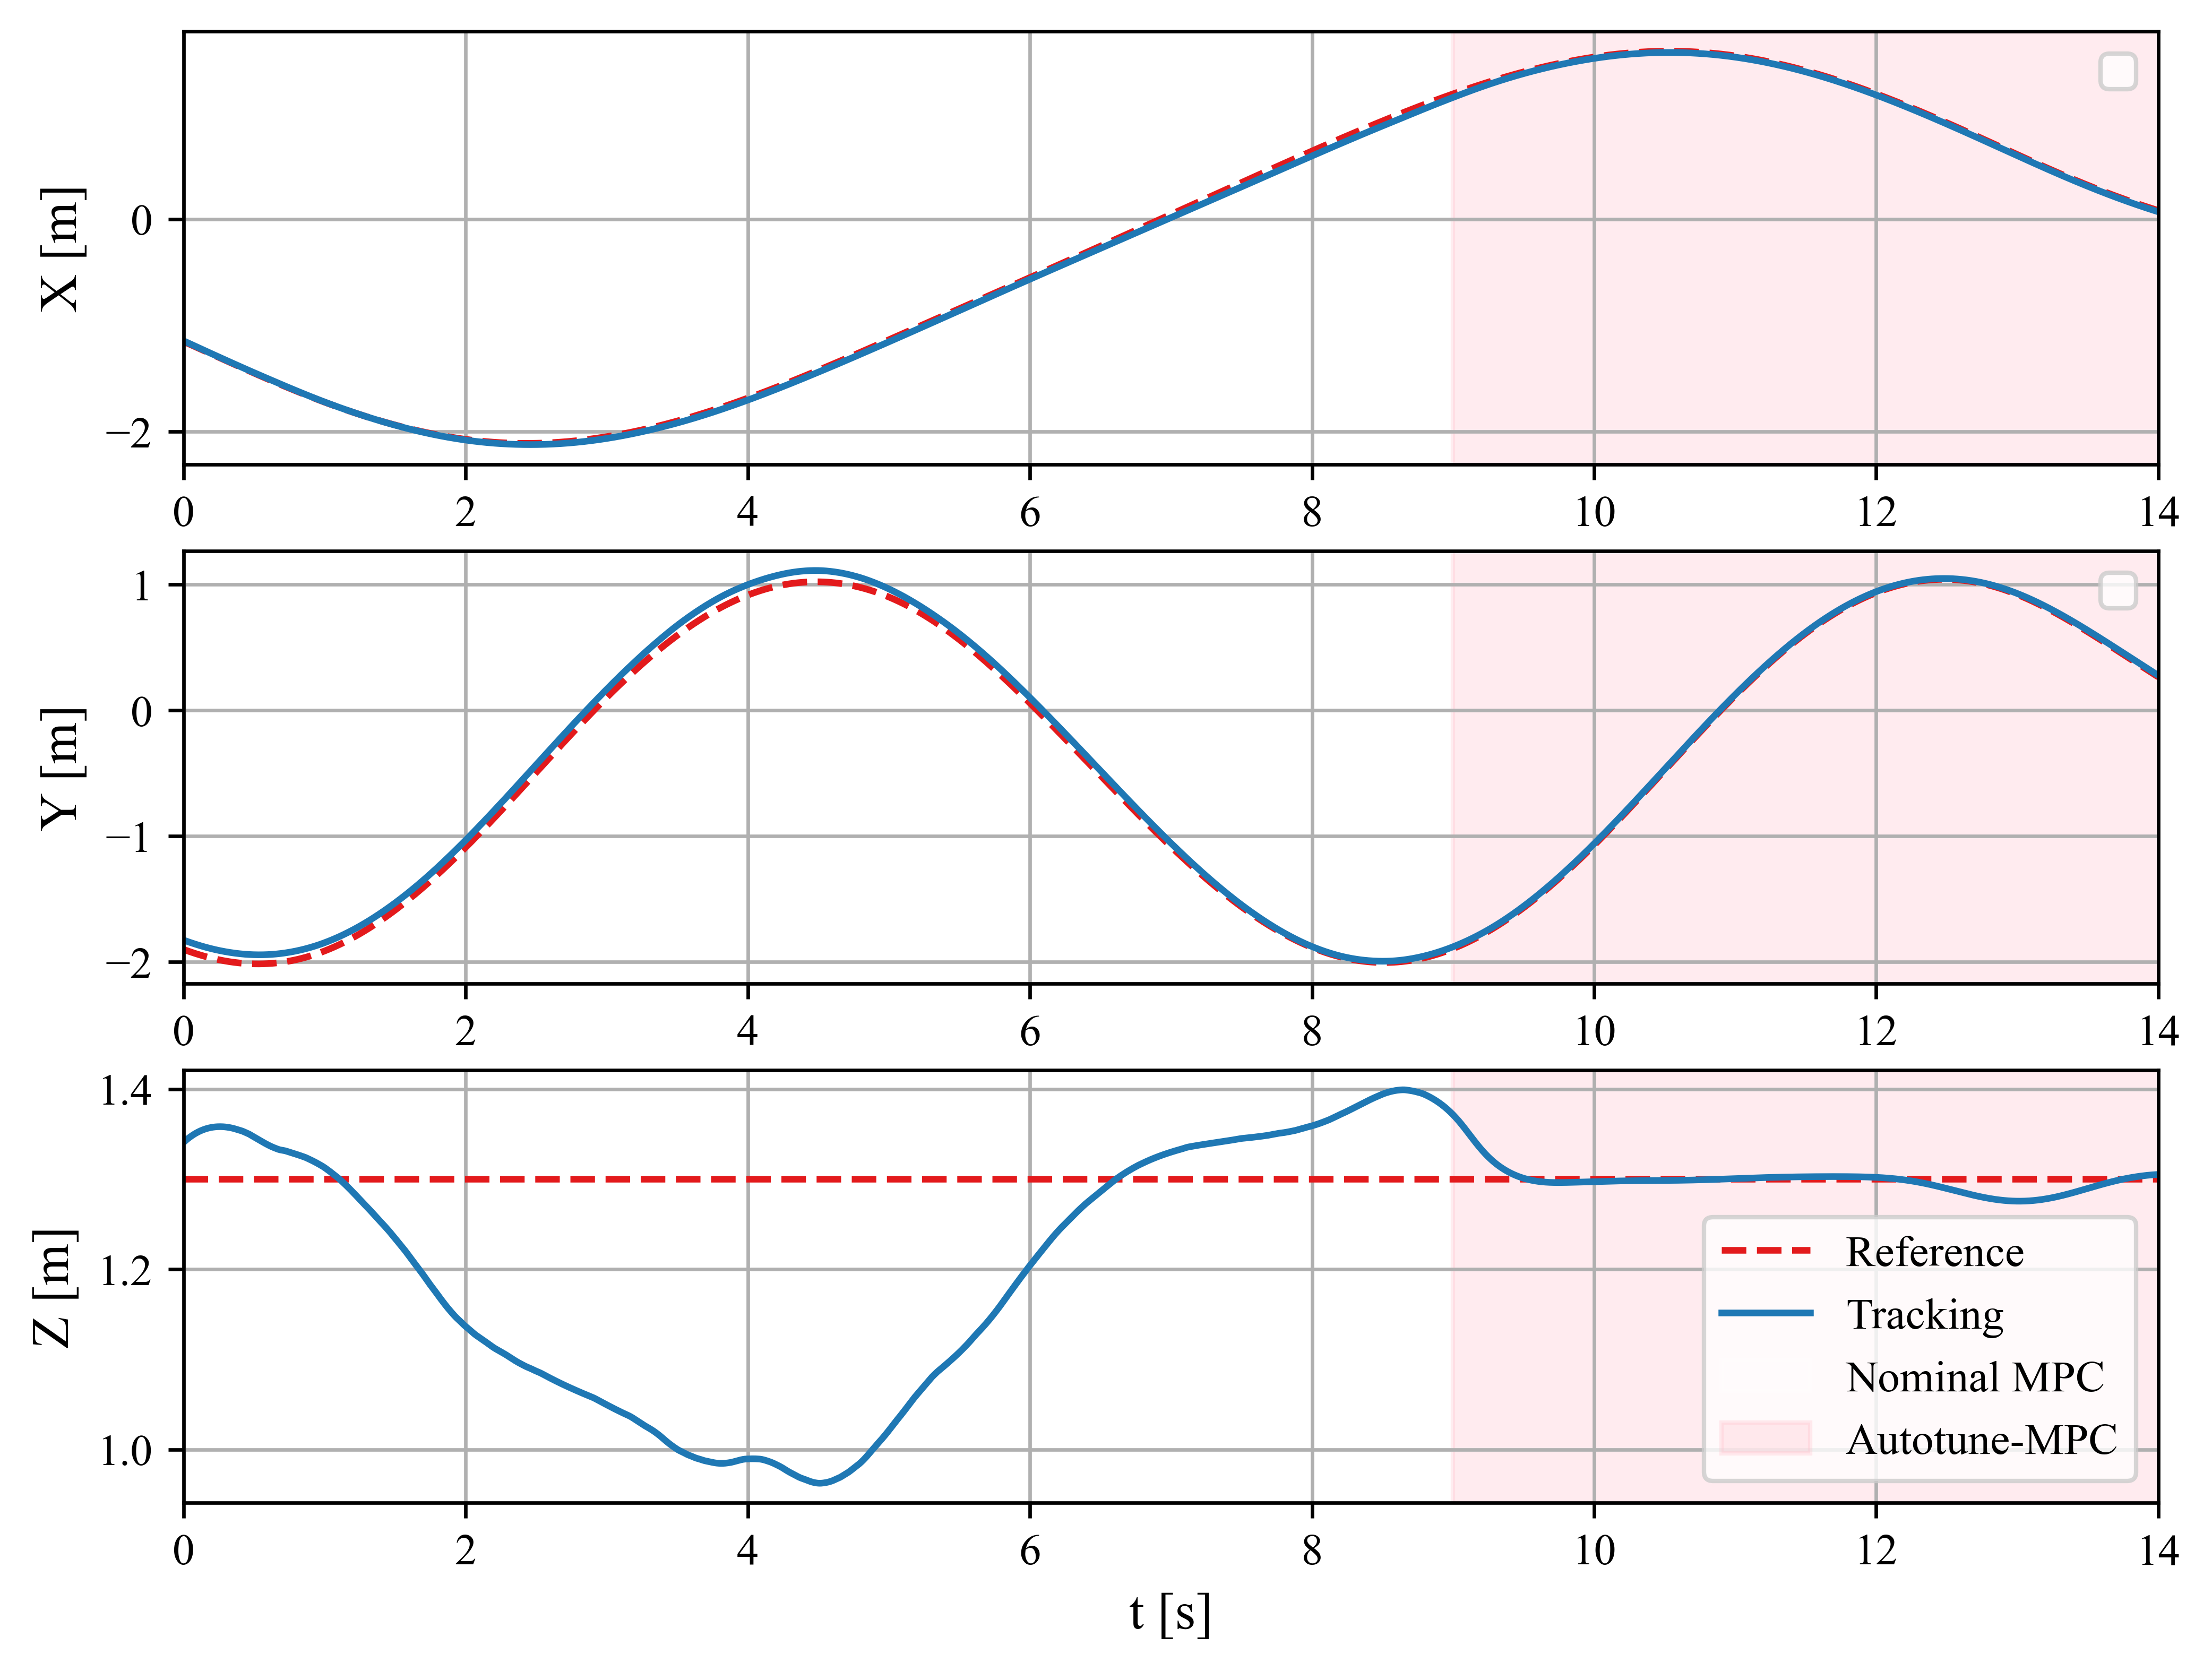 X [m]
0
−2
0 2 4 6 8 10 12 14
Y [m]
1
0
−1
−2
0 2 4 6 8 10 12 14
Z [m]
1.4
1.2
1.0
Reference
Tracking
Nominal MPC
Autotune-MPC
0 2 4 6 8 10 12 14
t [s]